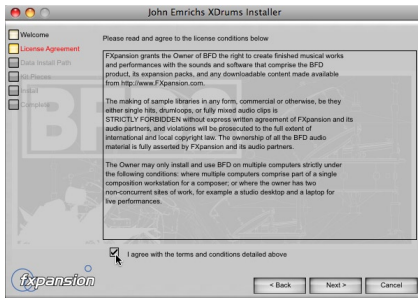 John Emrichs XDrums Installer
Welcome
License Agreement
Data Install Path
Kit Pieces
Install
Complete
Please read and agree to the license conditions below
FXpansion grants the Owner of BFD the right to create finished musical works
and performances with the sounds and software that comprise the BFD
product, its expansion packs, and any downloadable content made available
from http://www.FXpansion.com.
The making of sample libraries in any form, commercial or otherwise, be they
either single hits, drumloops, or fully mixed audio clips is
STRICTLY FORBIDDEN without express written agreement of FXpansion and its
audio partners, and violations will be prosecuted to the full extent of
international and local copyright law. The ownership of all the BFD audio
material is fully asserted by FXpansion and its audio partners.
The Owner may only install and use BFD on multiple computers strictly under
the following conditions: where multiple computers comprise part of a single
composition workstation for a composer; or where the owner has two
non-concurrent sites of work, for example a studio desktop and a laptop for
live performances.
I agree with the terms and conditions detailed above
fxpansion
< Back
Next >
Cancel